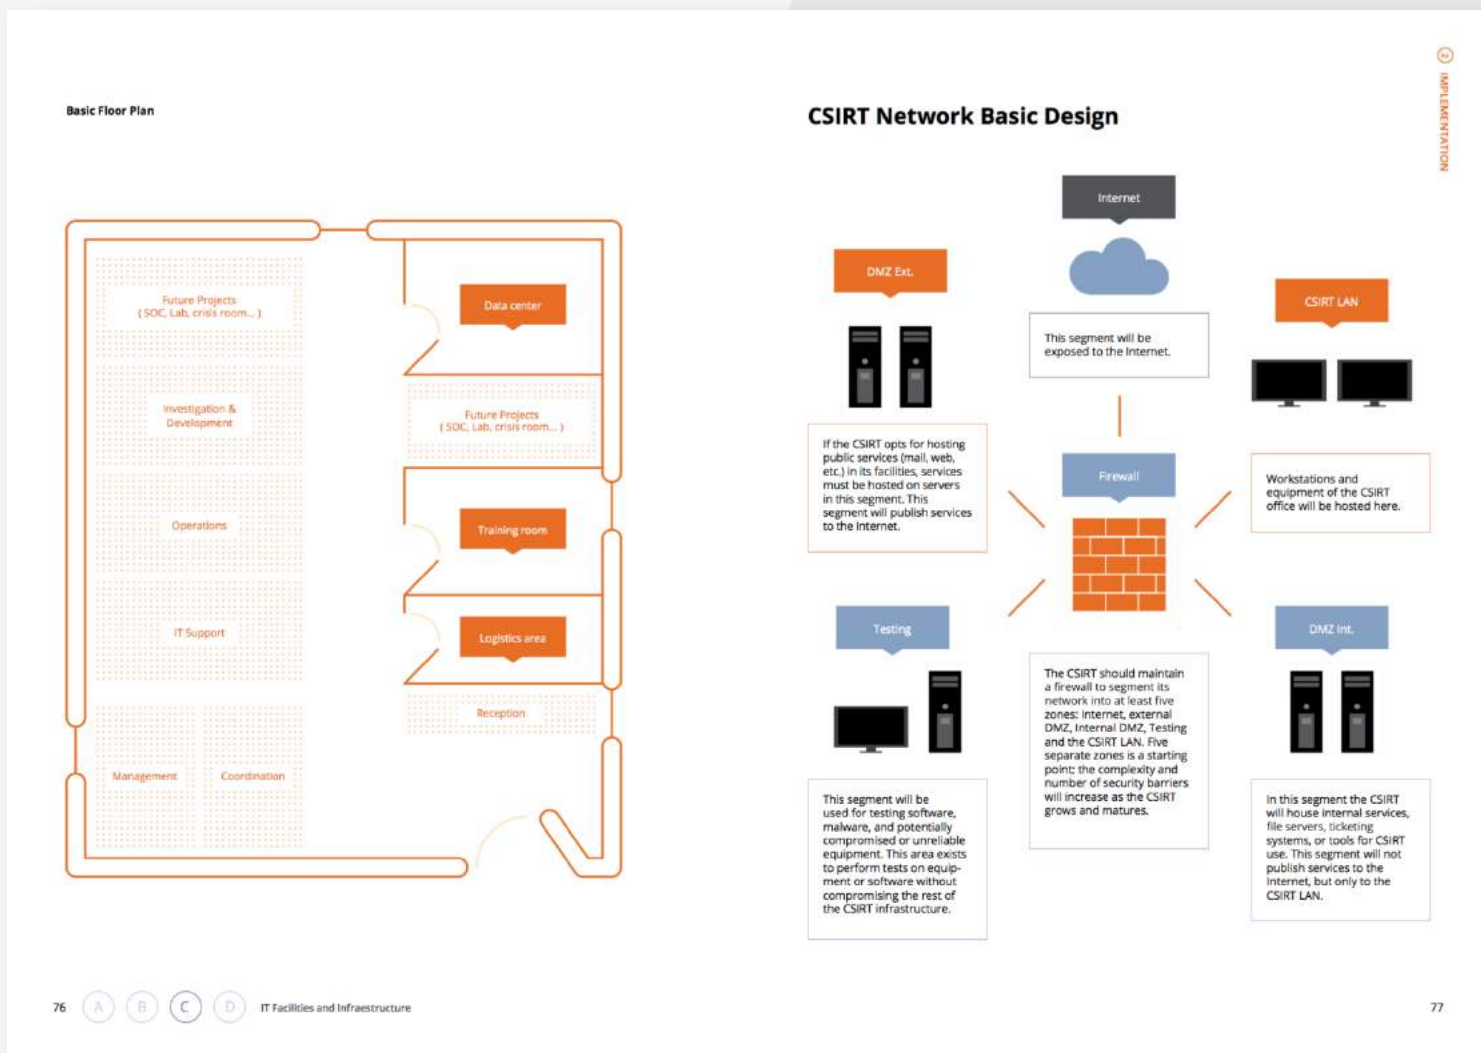 Basic Floor Plan
Future Projects
( SOC, Lab, crisis room... )
Investigation &
Development
Operations
IT Support
Management
Coordination
Data center
Future Projects
( SOC, Lab, crisis room... )
Training room
Logistics area
Reception
76
A
B
C
D
IT Facilities and Infraestructure
2 IMPLEMENTATION
CSIRT Network Basic Design
Internet
This segment will be
exposed to the Internet.
DMZ Ext.
If the CSIRT opts for hosting
public services (mail, web,
etc.) in its facilities, services
must be hosted on servers
in this segment. This
segment will publish services
to the Internet.
CSIRT LAN
Workstations and
equipment of the CSIRT
office will be hosted here.
Firewall
The CSIRT should maintain
a firewall to segment its
network into at least five
zones: Internet, external
DMZ, Internal DMZ, Testing
and the CSIRT LAN. Five
separate zones is a starting
point; the complexity and
number of security barriers
will increase as the CSIRT
grows and matures.
Testing
This segment will be
used for testing software,
malware, and potentially
compromised or unreliable
equipment. This area exists
to perform tests on equip-
ment or software without
compromising the rest of
the CSIRT infrastructure.
DMZ Int.
In this segment the CSIRT
will house internal services,
file servers, ticketing
systems, or tools for CSIRT
use. This segment will not
publish services to the
Internet, but only to the
CSIRT LAN.
77